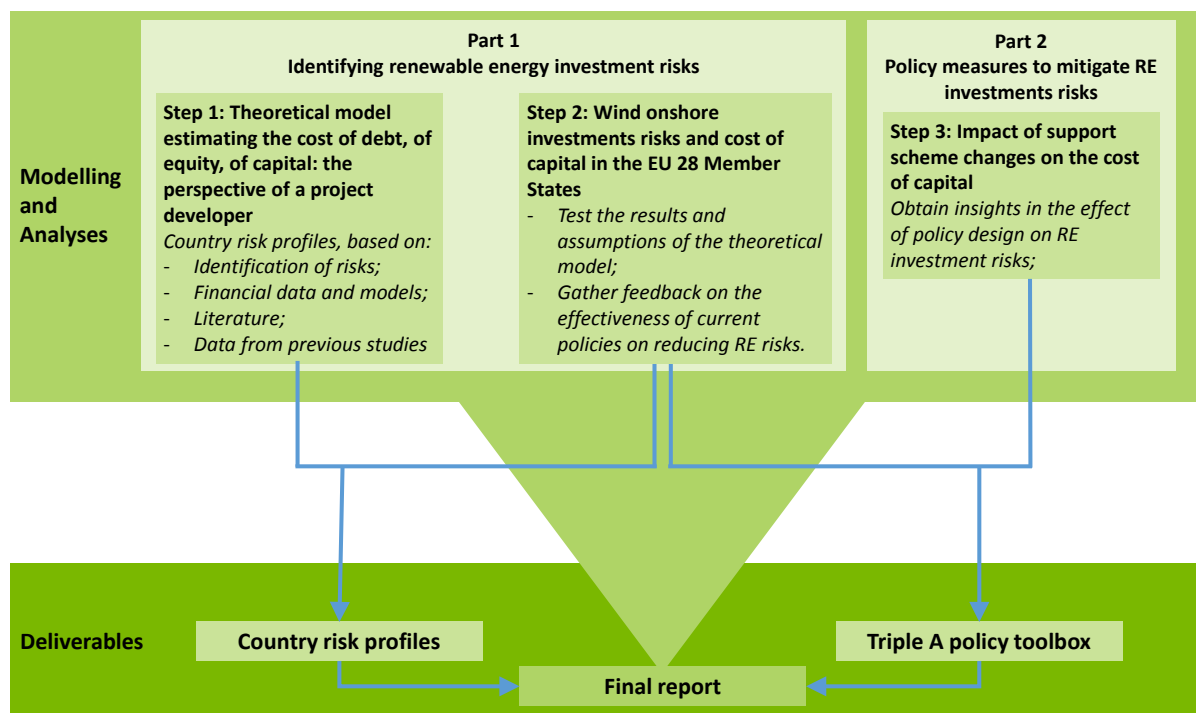 Modelling
and
Analyses
Part 1
Identifying renewable energy investment risks
Step 1: Theoretical model
estimating the cost of debt, of
equity, of capital: the
perspective of a project
developer
Country risk profiles, based on:
- Identification of risks;
- Financial data and models;
- Literature;
- Data from previous studies
Step 2: Wind onshore
investments risks and cost of
capital in the EU 28 Member
States
- Test the results and
assumptions of the theoretical
model;
- Gather feedback on the
effectiveness of current
policies on reducing RE risks.
Part 2
Policy measures to mitigate RE
investments risks
Step 3: Impact of support
scheme changes on the cost
of capital
Obtain insights in the effect
of policy design on RE
investment risks;
Deliverables
Country risk profiles
Triple A policy toolbox
Final report